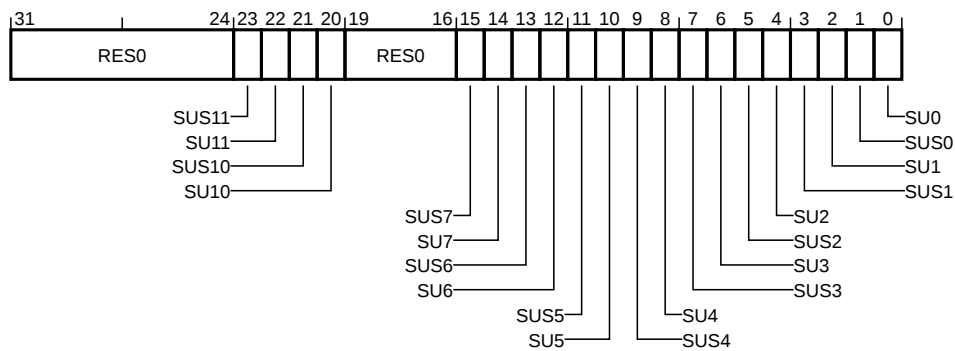 31 24 23 22 21 20 19 16 15 14 13 12 11 10 9 8 7 6 5 4 3 2 1 0
RES0 RES0
SUS11 SU0
SU11 SUS0
SUS10 SU1
SU10 SUS1
SUS7 SU2
SU7 SUS2
SUS6 SU3
SU6 SUS3
SUS5 SU4
SU5 SUS4